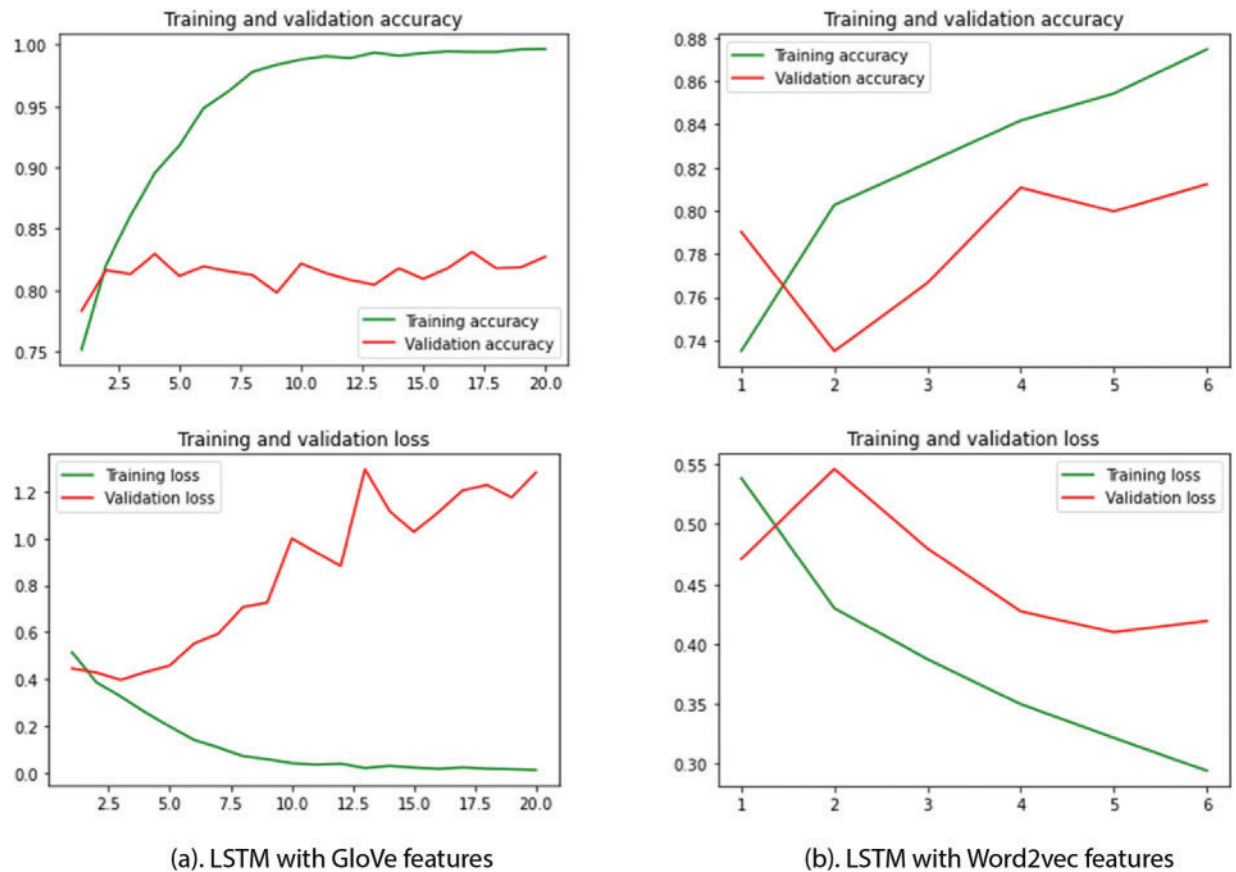 Training and validation accuracy
1.00
0.95
0.90
0.85
0.80
0.75
Training accuracy
Validation accuracy
2.5 5.0 7.5 10.0 12.5 15.0 17.5 20.0
Training and validation accuracy
0.88
0.86
0.84
0.82
0.80
0.78
0.76
0.74
Training accuracy
Validation accuracy
1 2 3 4 5 6
Training and validation loss
1.2
1.0
0.8
0.6
0.4
0.2
0.0
Training loss
Validation loss
2.5 5.0 7.5 10.0 12.5 15.0 17.5 20.0
Training and validation loss
0.55
0.50
0.45
0.40
0.35
0.30
Training loss
Validation loss
1 2 3 4 5 6
(a). LSTM with GloVe features
(b). LSTM with Word2vec features